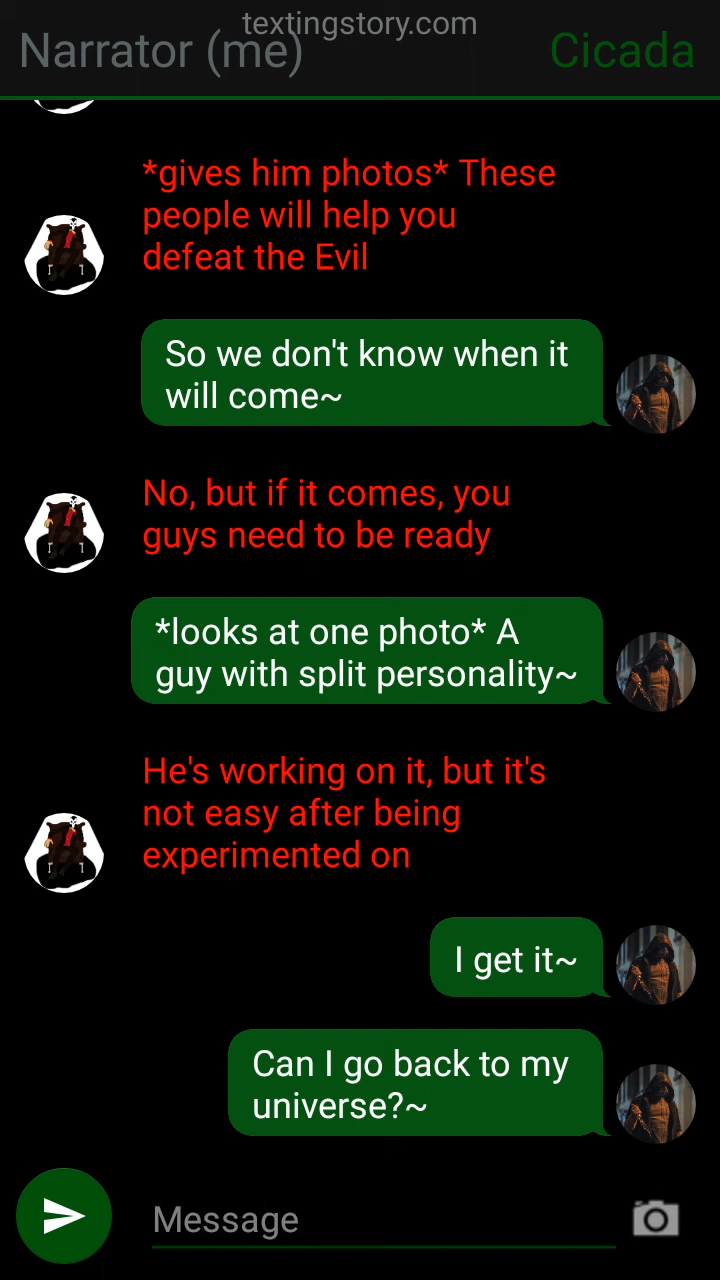 textingstory.com
Narrator (me)
Cicada
*gives him photos* These
people will help you
defeat the Evil
So we don't know when it
will come~
No, but if it comes, you
guys need to be ready
*looks at one photo* A
guy with split personality~
He's working on it, but it's
not easy after being
experimented on
I get it~
Can I go back to my
universe?~
Message